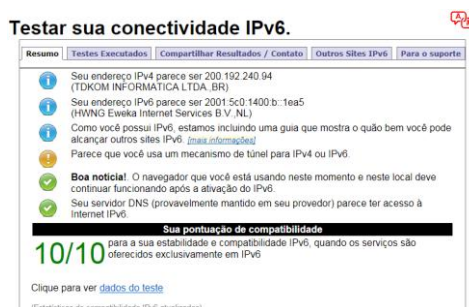 Testar sua conectividade IPv6.
Resumo Testes Executados Compartilhar Resultados / Contato Outros Sites IPv6 Para o suporte
Seu endereço IPv4 parece ser 200.192.240.94
(TDKOM INFORMATICA LTDA.,BR)
Seu endereço IPv6 parece ser 2001:5c0:1400:b::1ea5
(HWNG Eweka Internet Services B.V.,NL)
Como você possui IPv6, estamos incluindo uma guia que mostra o quão bem você pode
alcançar outros sites IPv6. [mais informações]
Parece que você usa um mecanismo de túnel para IPv4 ou IPv6.
Boa notícia! O navegador que você está usando neste momento e neste local deve
continuar funcionando após a ativação do IPv6.
Seu servidor DNS (provavelmente mantido em seu provedor) parece ter acesso à
Internet IPv6.
Sua pontuação de compatibilidade
10/10 para a sua estabilidade e compatibilidade IPv6, quando os serviços são
oferecidos exclusivamente em IPv6
Clique para ver dados do teste